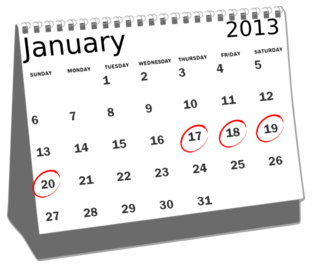 January 2013
SUNDAY MONDAY TUESDAY WEDNESDAY THURSDAY FRIDAY SATURDAY
1 2 3 4 5
6 7 8 9 10 11 12
13 14 15 16 17 18 19
20 21 22 23 24 25 26
27 28 29 30 31